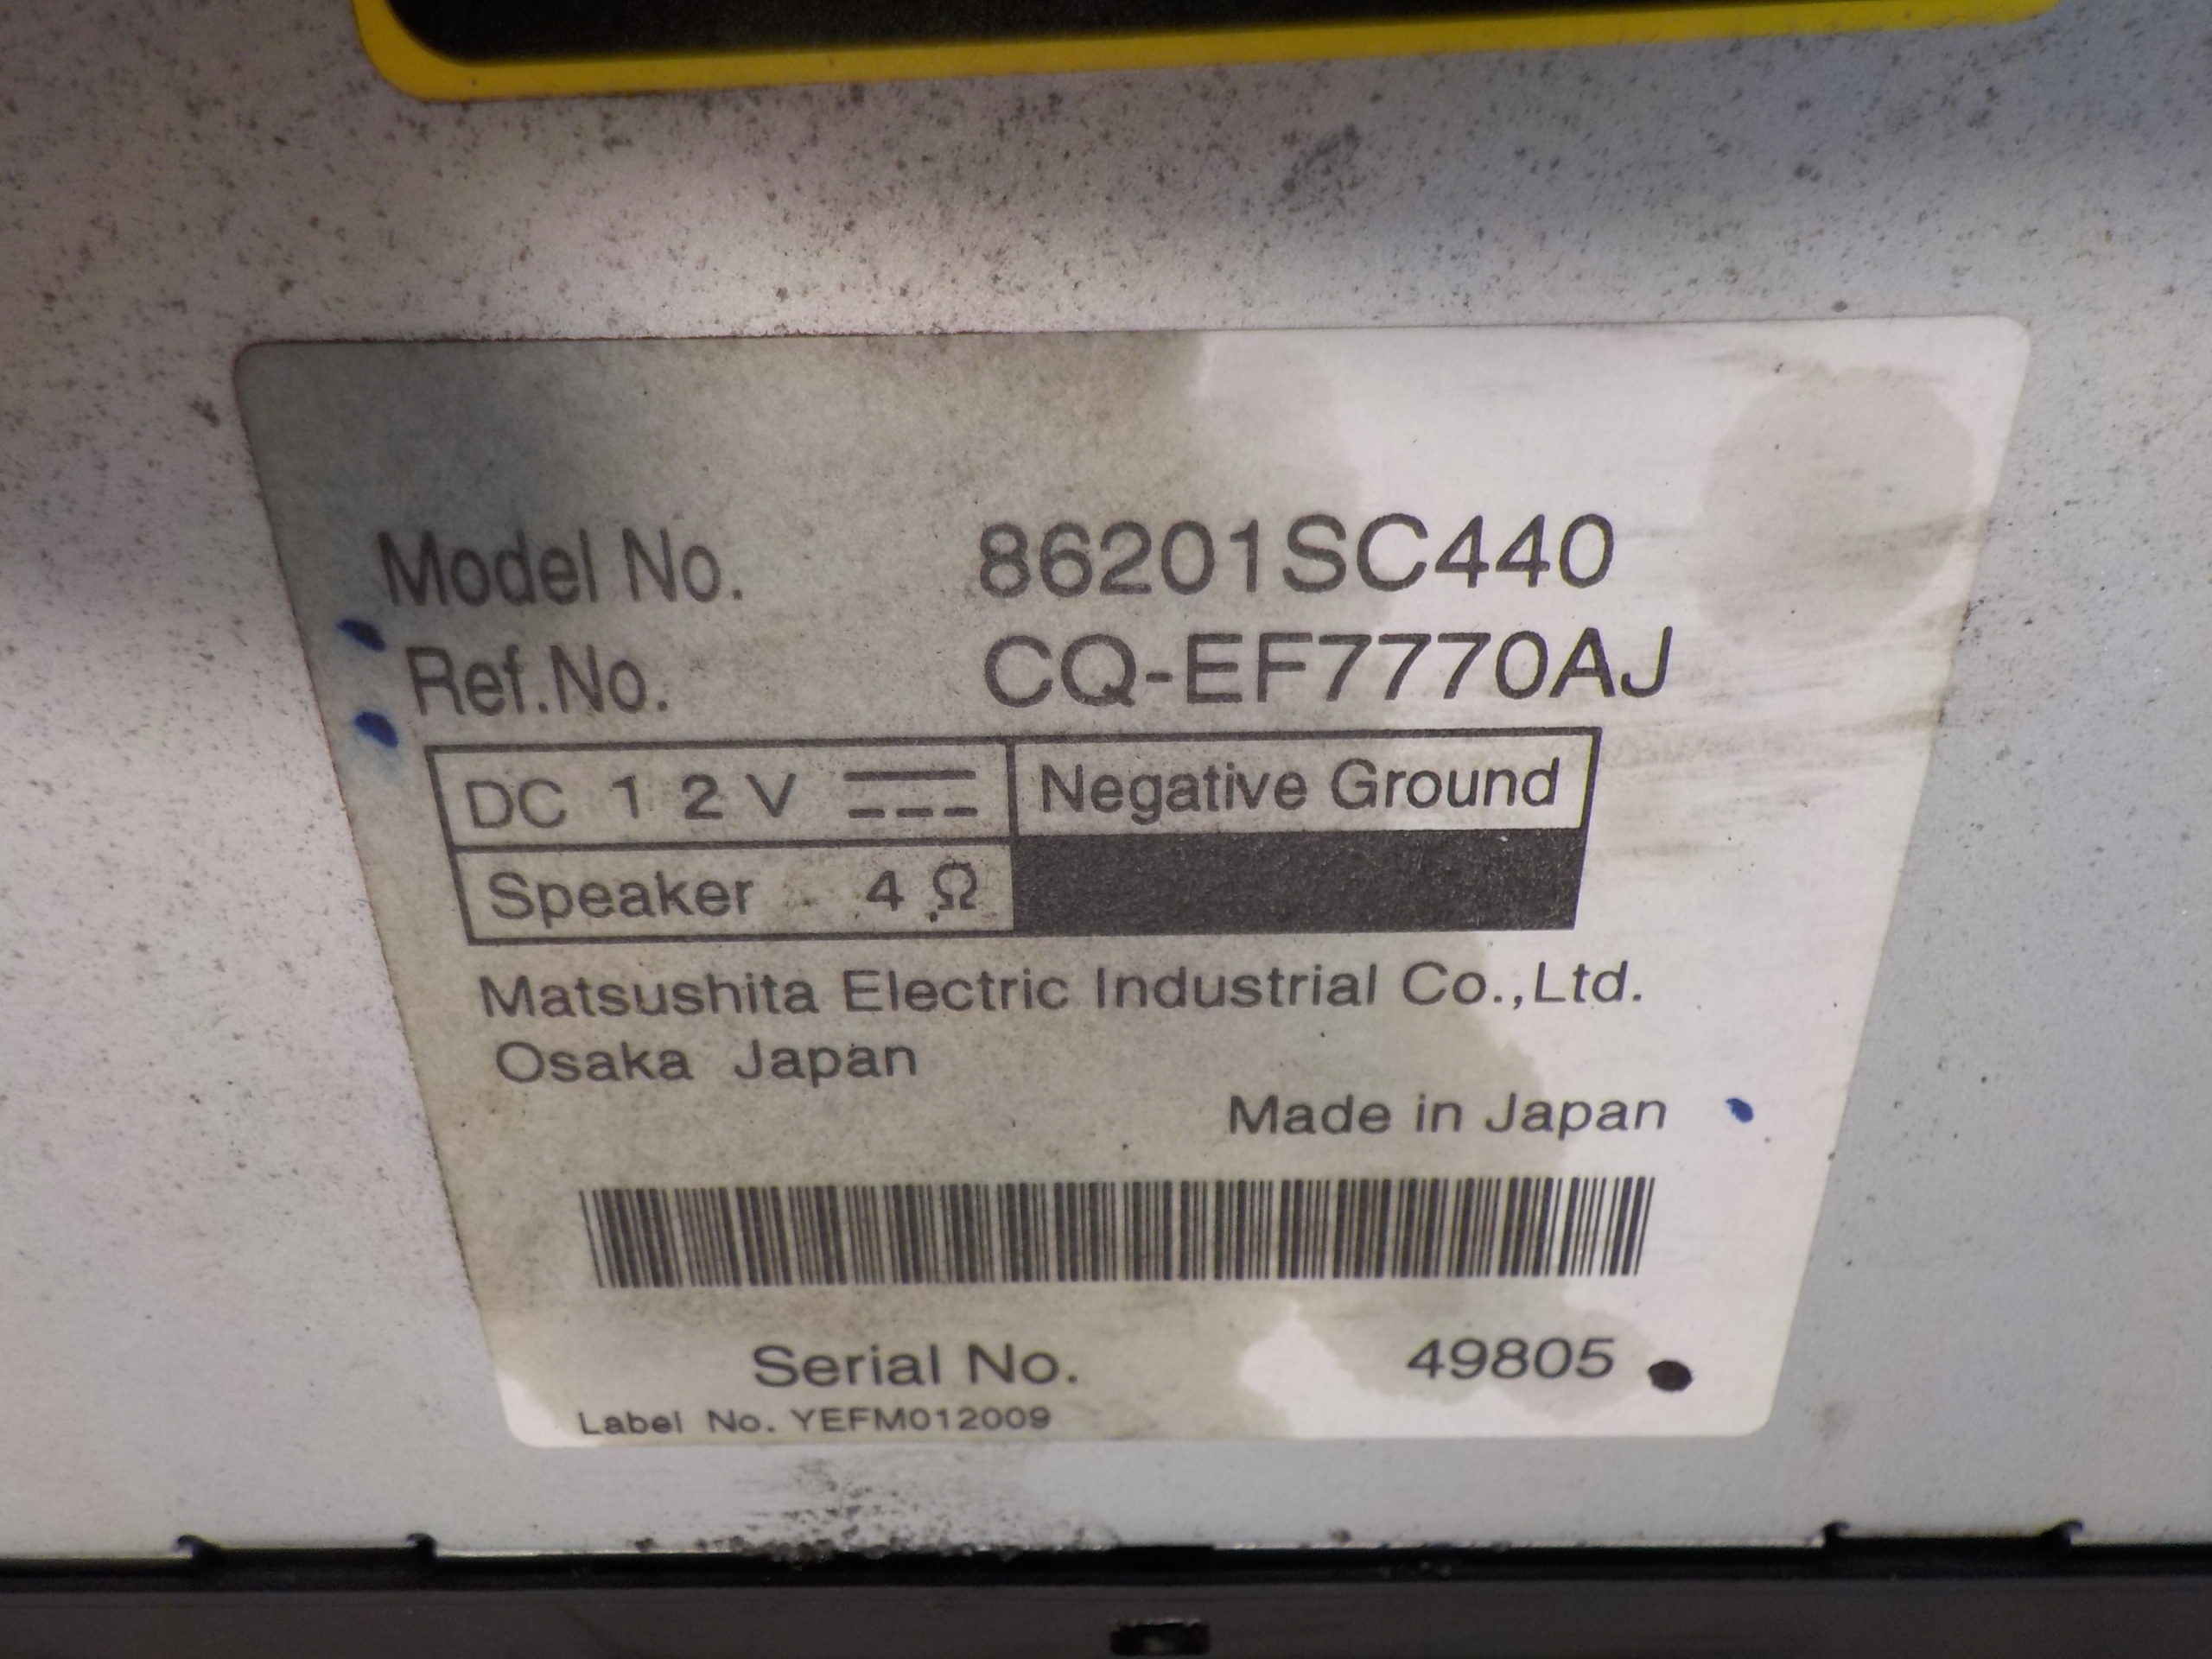 Model No. 86201SC440
Ref.No. CQ-EF7770AJ
DC 12V Negative Ground
Speaker 4 Ω
Matsushita Electric Industrial Co.,Ltd.
Osaka Japan
Made in Japan
Serial No. 49805
Label No. YEFM012009